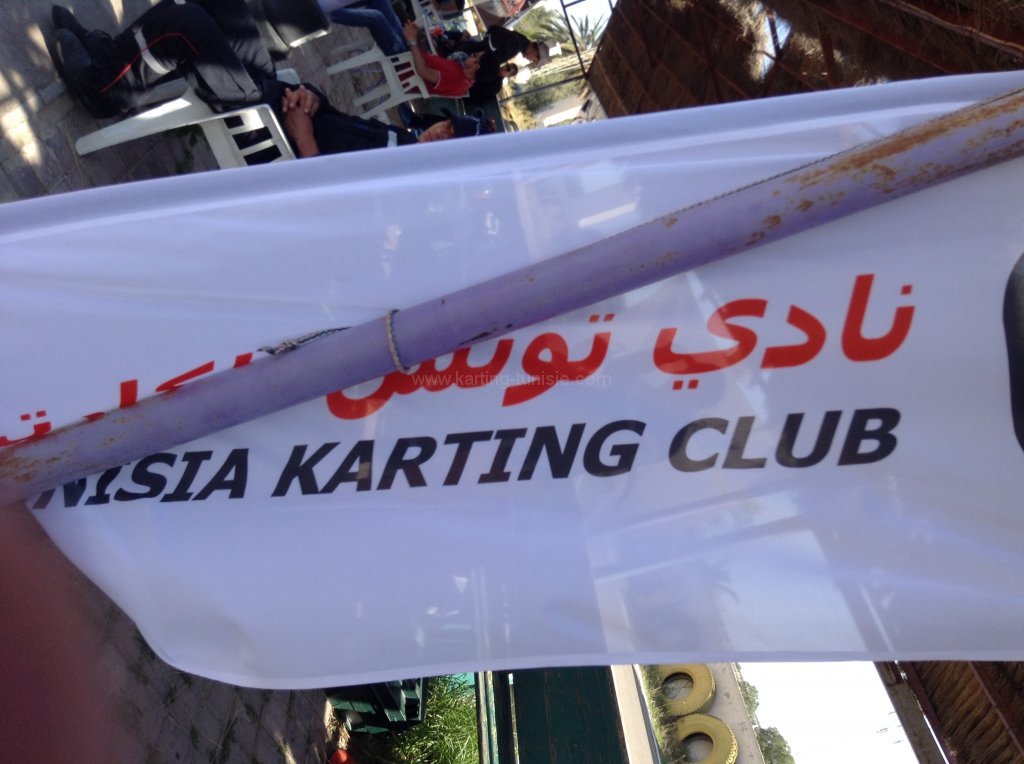 نادي تونس
NISIA KARTING CLUB
www.karting-tunisie.com